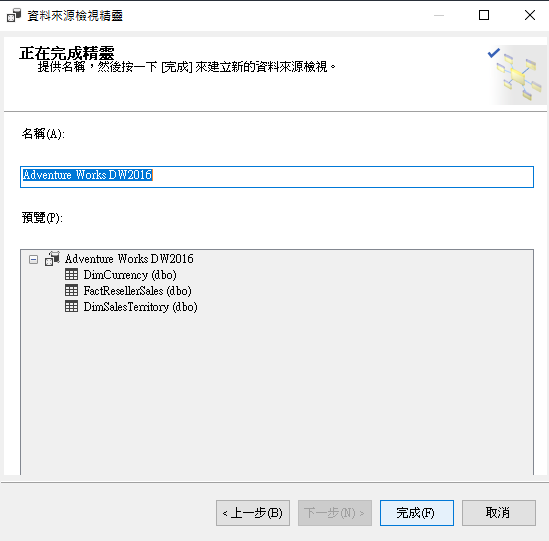 資料來源檢視精靈
正在完成精靈
提供名稱，然後按一下 [完成] 來建立新的資料來源檢視。
名稱(A):
Adventure Works DW2016
預覽(P):
Adventure Works DW2016
DimCurrency (dbo)
FactResellerSales (dbo)
DimSalesTerritory (dbo)
< 上一步(B)
下一步(N) >
完成(F)
取消